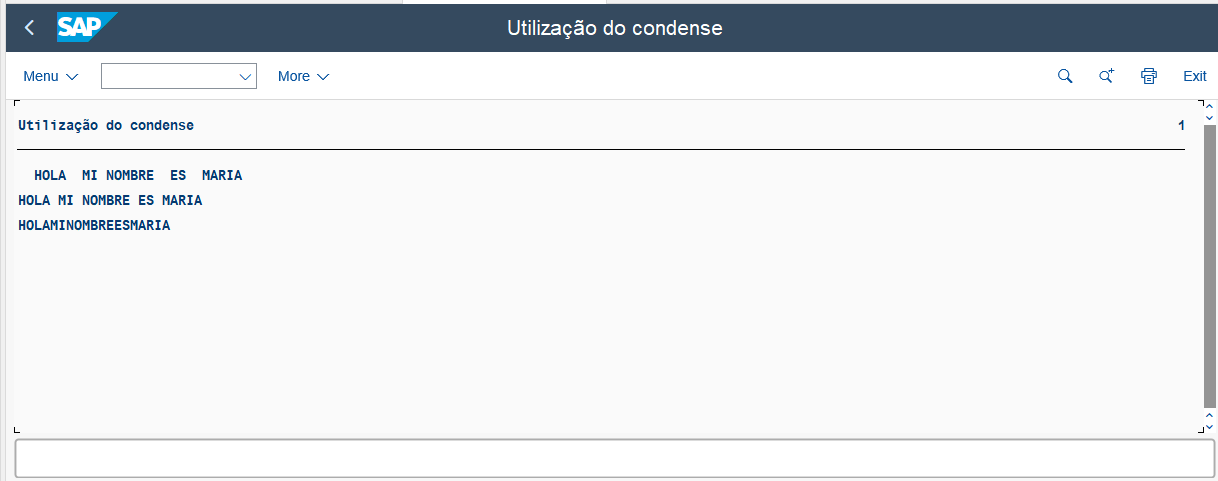 SAP Utilização do condense
Menu More Exit
Utilização do condense 1
  HOLA  MI NOMBRE  ES  MARIA
HOLA MI NOMBRE ES MARIA
HOLAMINOMBREESMARIA